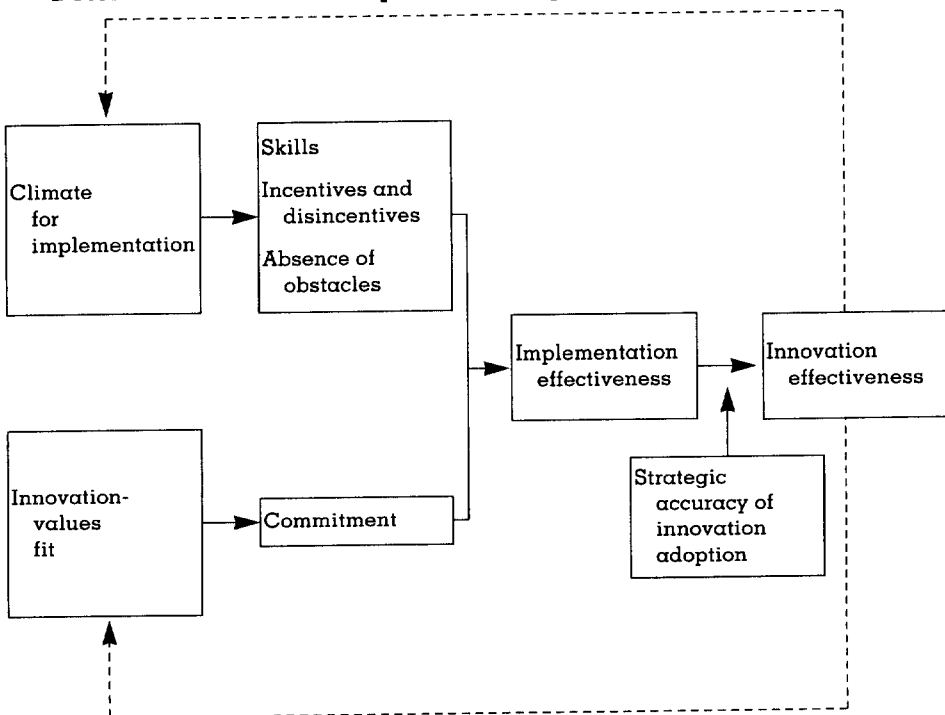 Climate
for
implementation
Skills
Incentives and
disincentives
Absence of
obstacles
Implementation
effectiveness
Innovation
effectiveness
Innovation-
values
fit
Commitment
Strategic
accuracy of
innovation
adoption